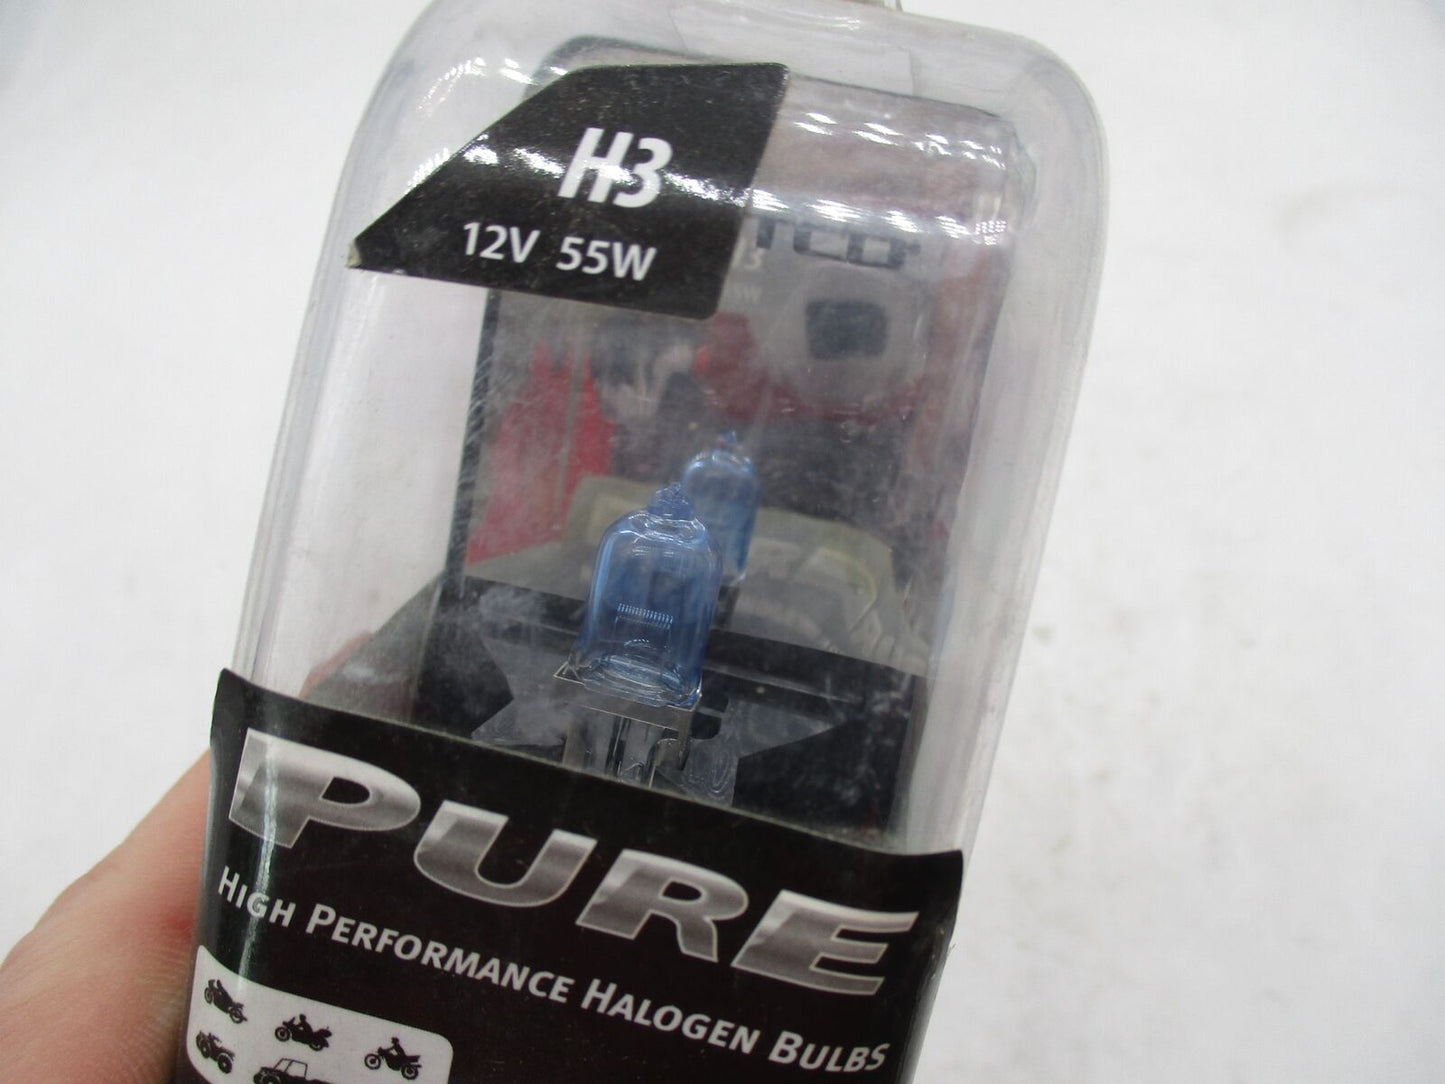 H3
12V 55W
PURE
HIGH PERFORMANCE HALOGEN BULBS